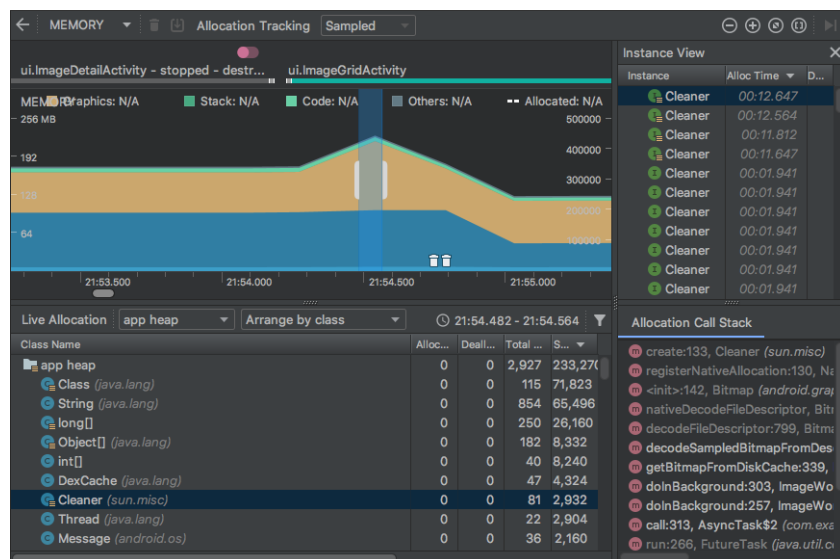 MEMORY Allocation Tracking Sampled
ui.ImageDetailActivity - stopped - destr... ui.ImageGridActivity
MEMORY Graphics: N/A Stack: N/A Code: N/A Others: N/A Allocated: N/A
256 MB 500000
192 400000
300000
128
200000
64 100000
21:53.500 21:54.000 21:54.500 21:55.000
Live Allocation app heap Arrange by class 21:54.482 - 21:54.564
Class Name Alloc... Deall... Total ... S...
app heap 0 0 2,927 233,270
Class (java.lang) 0 0 115 71,823
String (java.lang) 0 0 854 65,496
long[] 0 0 250 26,160
Object[] (java.lang) 0 0 182 8,332
int[] 0 0 40 8,240
DexCache (java.lang) 0 0 47 4,324
Cleaner (sun.misc) 0 0 81 2,932
Thread (java.lang) 0 0 22 2,904
Message (android.os) 0 0 36 2,160
Instance View
Instance Alloc Time D...
Cleaner 00:12.647
Cleaner 00:12.564
Cleaner 00:11.812
Cleaner 00:11.647
Cleaner 00:01.941
Cleaner 00:01.941
Cleaner 00:01.941
Cleaner 00:01.941
Cleaner 00:01.941
Cleaner 00:01.941
Cleaner 00:01.941
Allocation Call Stack
create:133, Cleaner (sun.misc)
registerNativeAllocation:130, Na
<init>:142, Bitmap (android.gra
nativeDecodeFileDescriptor, Bit
decodeFileDescriptor:799, Bitm
decodeSampledBitmapFromDes
getBitmapFromDiskCache:339,
doInBackground:303, ImageWo
doInBackground:257, ImageWo
call:313, AsyncTask$2 (com.exa
run:266, FutureTask (java.util.c